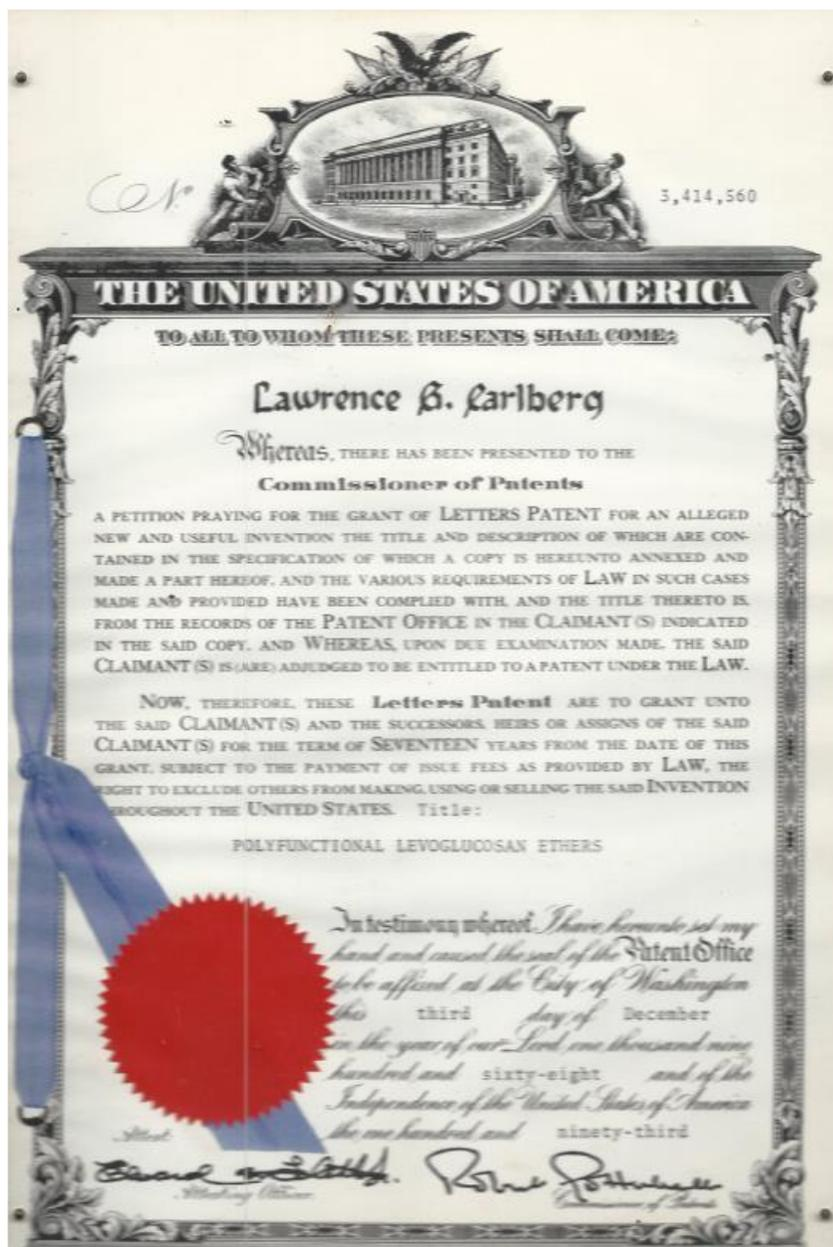 No.
3,414,560
THE UNITED STATES OF AMERICA
TO ALL TO WHOM THESE PRESENTS SHALL COME:
Lawrence G. Carlberg
Whereas, THERE HAS BEEN PRESENTED TO THE
Commissioner of Patents
A PETITION PRAYING FOR THE GRANT OF LETTERS PATENT FOR AN ALLEGED
NEW AND USEFUL INVENTION THE TITLE AND DESCRIPTION OF WHICH ARE CON-
TAINED IN THE SPECIFICATION OF WHICH A COPY IS HEREUNTO ANNEXED AND
MADE A PART HEREOF, AND THE VARIOUS REQUIREMENTS OF LAW IN SUCH CASES
MADE AND PROVIDED HAVE BEEN COMPLIED WITH, AND THE TITLE THERETO IS,
FROM THE RECORDS OF THE PATENT OFFICE IN THE CLAIMANT(S) INDICATED
IN THE SAID COPY, AND WHEREAS, UPON DUE EXAMINATION MADE, THE SAID
CLAIMANT(S) IS (ARE) ADJUDGED TO BE ENTITLED TO A PATENT UNDER THE LAW.
NOW, THEREFORE, THESE Letters Patent ARE TO GRANT UNTO
THE SAID CLAIMANT(S) AND THE SUCCESSORS, HEIRS OR ASSIGNS OF THE SAID
CLAIMANT(S) FOR THE TERM OF SEVENTEEN YEARS FROM THE DATE OF THIS
GRANT, SUBJECT TO THE PAYMENT OF ISSUE FEES AS PROVIDED BY LAW, THE
RIGHT TO EXCLUDE OTHERS FROM MAKING, USING OR SELLING THE SAID INVENTION
THROUGHOUT THE UNITED STATES. Title:
POLYFUNCTIONAL LEVOGLUCOSAN ETHERS
In testimony whereof, I have hereunto set my
hand and caused the seal of the Patent Office
to be affixed at the City of Washington
this third day of December
in the year of our Lord one thousand nine
hundred and sixty-eight and of the
Independence of the United States of America
the one hundred and ninety-third
Attest
Attesting Officer.
Commissioner of Patents